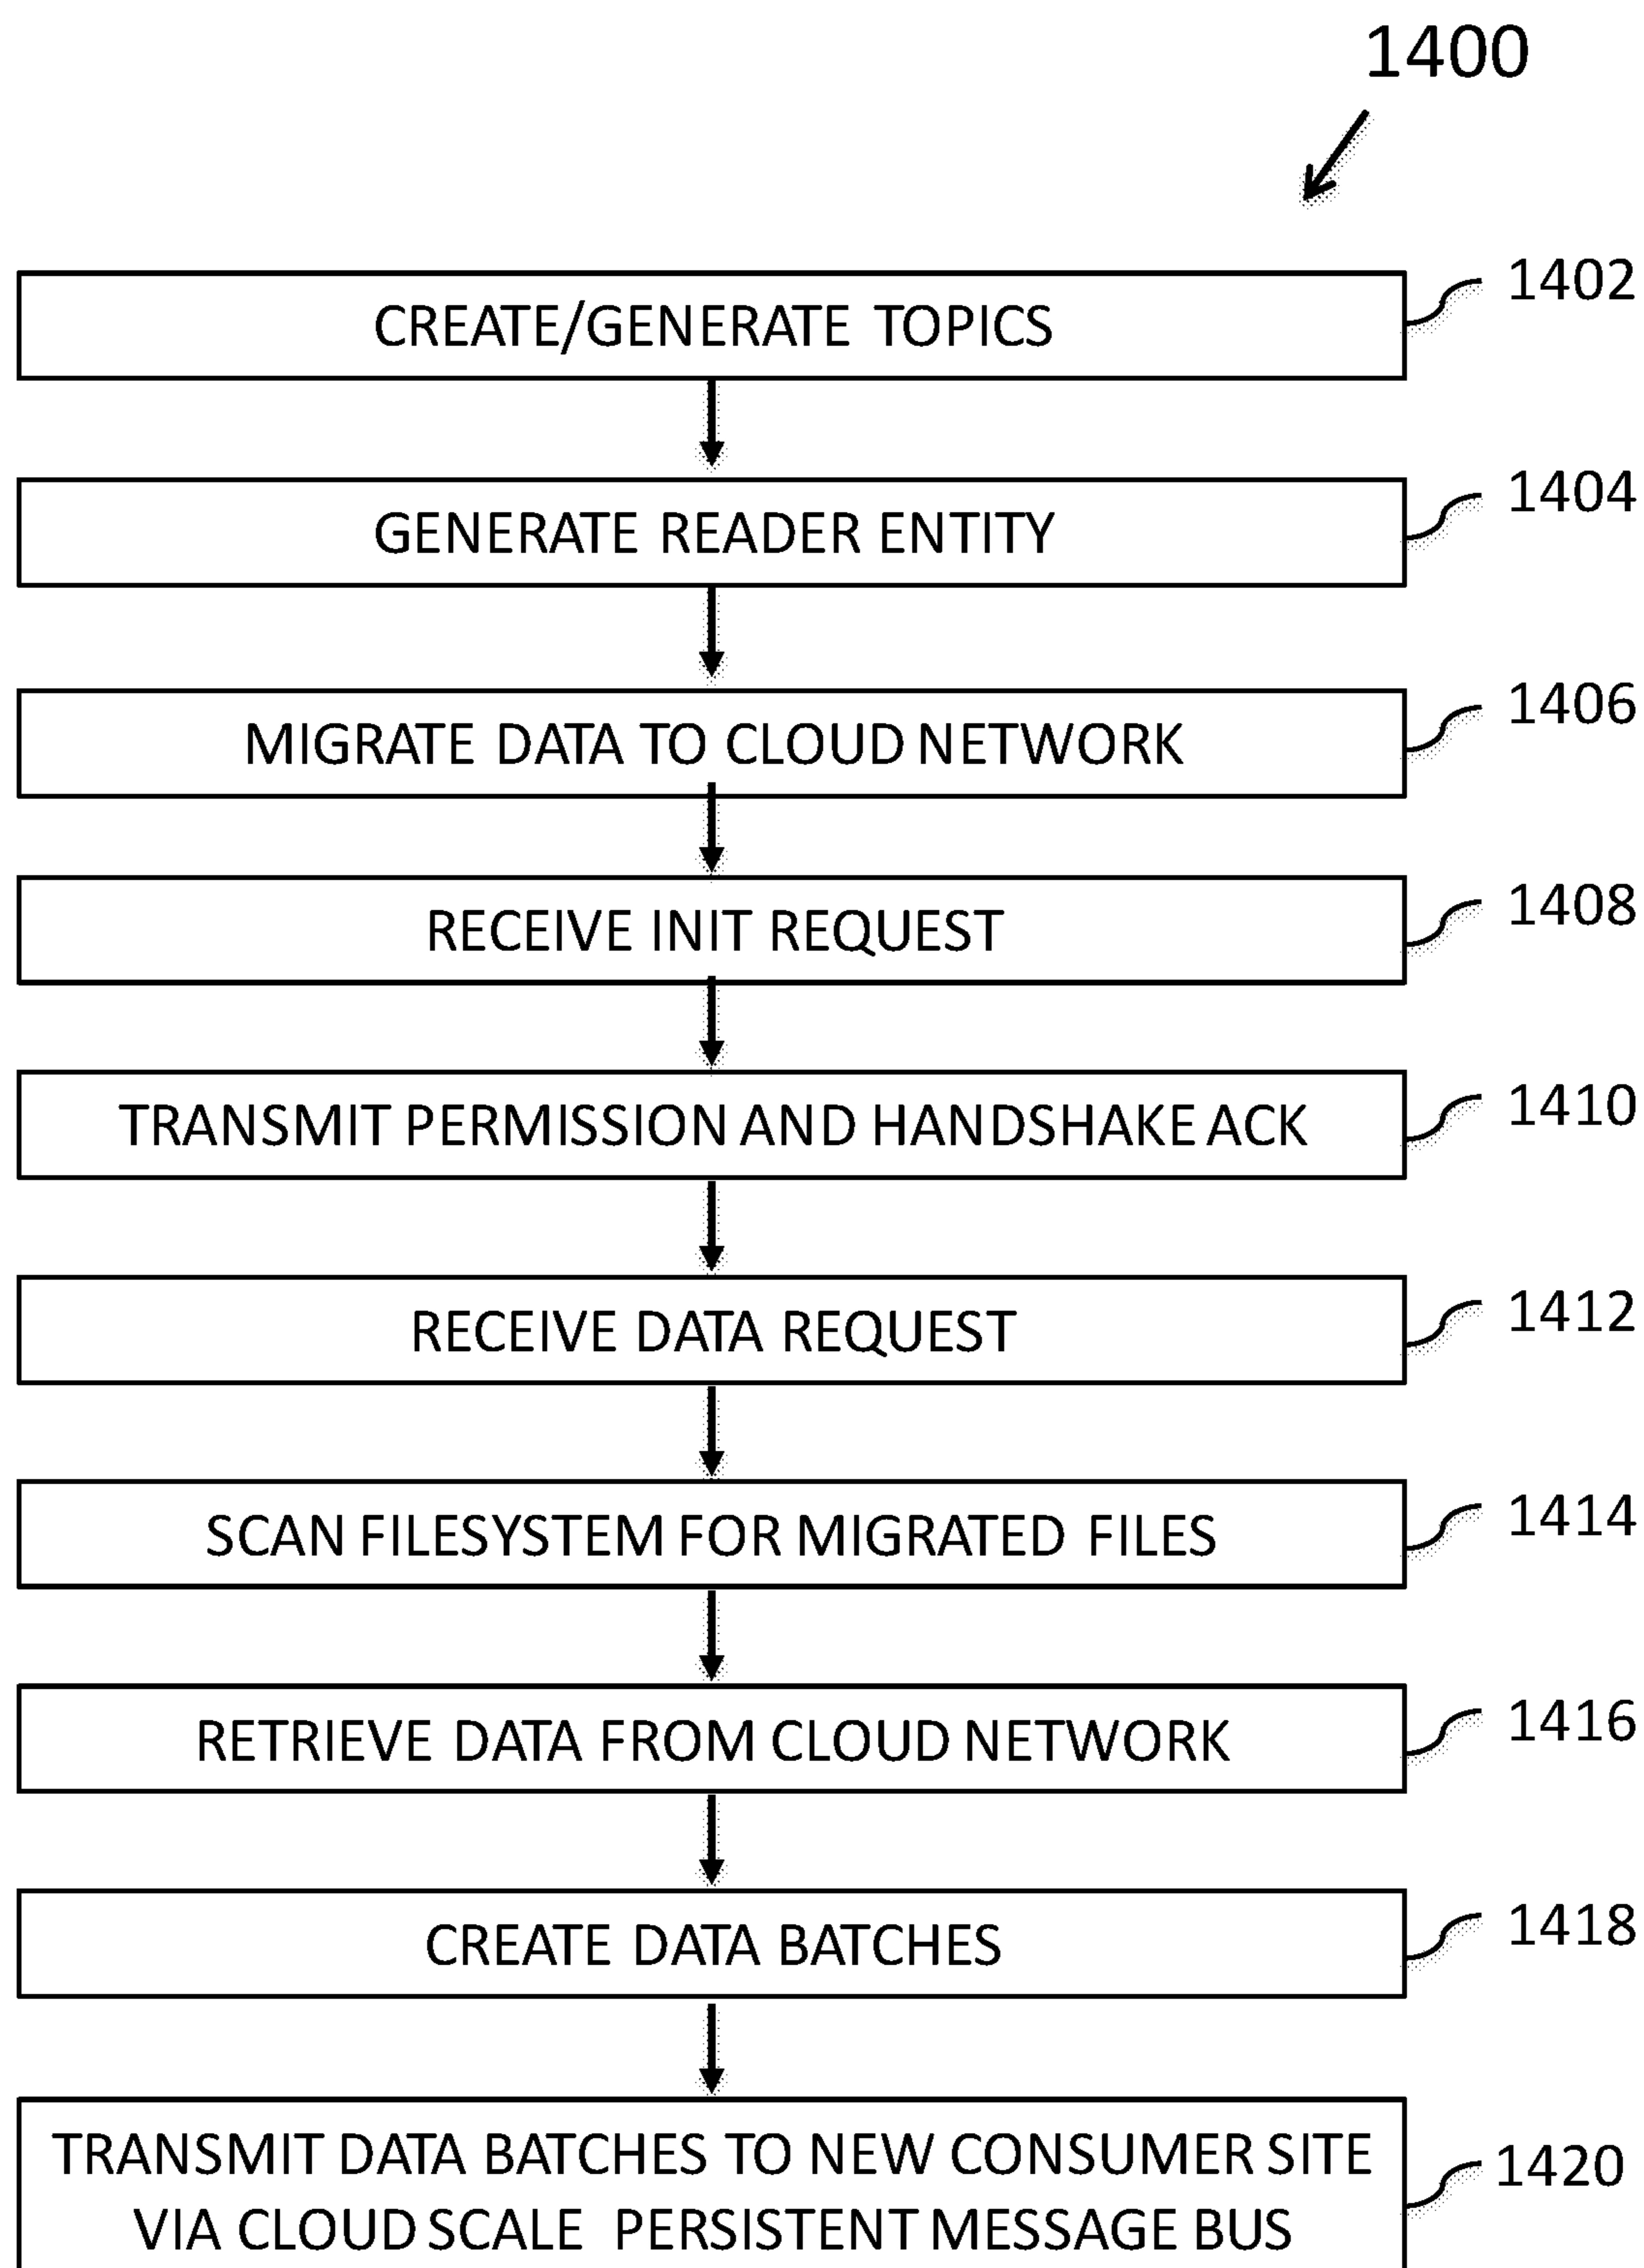 1400
CREATE/GENERATE TOPICS
1402
GENERATE READER ENTITY
1404
MIGRATE DATA TO CLOUD NETWORK
1406
RECEIVE INIT REQUEST
1408
TRANSMIT PERMISSION AND HANDSHAKE ACK
1410
RECEIVE DATA REQUEST
1412
SCAN FILESYSTEM FOR MIGRATED FILES
1414
RETRIEVE DATA FROM CLOUD NETWORK
1416
CREATE DATA BATCHES
1418
TRANSMIT DATA BATCHES TO NEW CONSUMER SITE
VIA CLOUD SCALE PERSISTENT MESSAGE BUS
1420